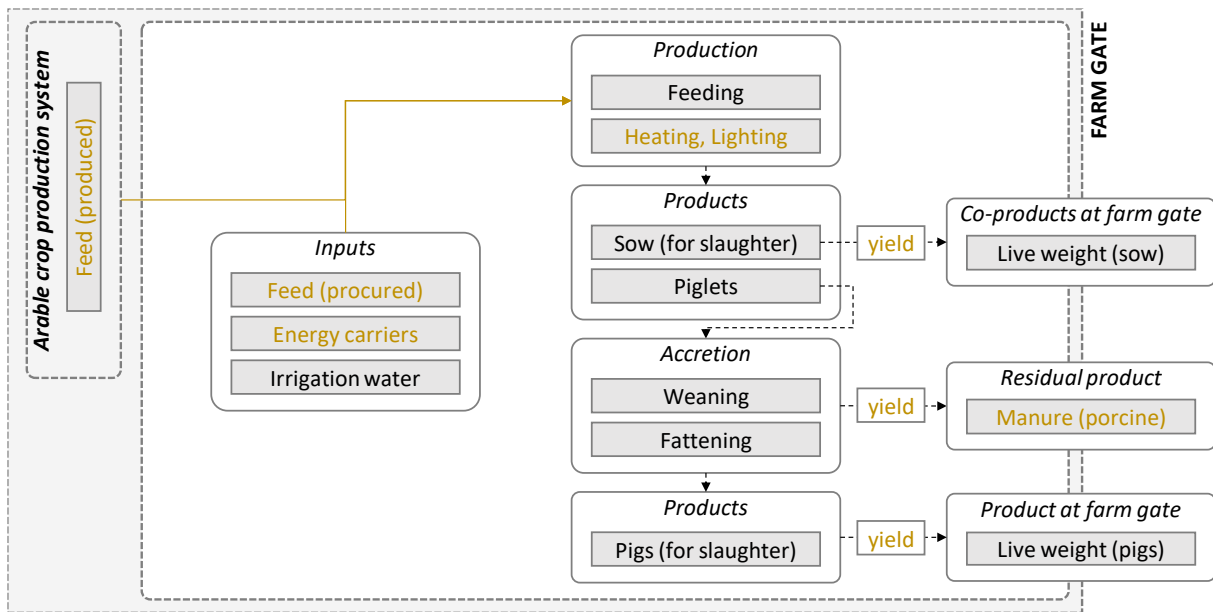 Arable crop production system
Feed (produced)
Inputs
Feed (procured)
Energy carriers
Irrigation water
Production
Feeding
Heating, Lighting
Products
Sow (for slaughter)
Piglets
yield
Co-products at farm gate
Live weight (sow)
Accretion
Weaning
Fattening
yield
Residual product
Manure (porcine)
Products
Pigs (for slaughter)
yield
Product at farm gate
Live weight (pigs)
FARM GATE